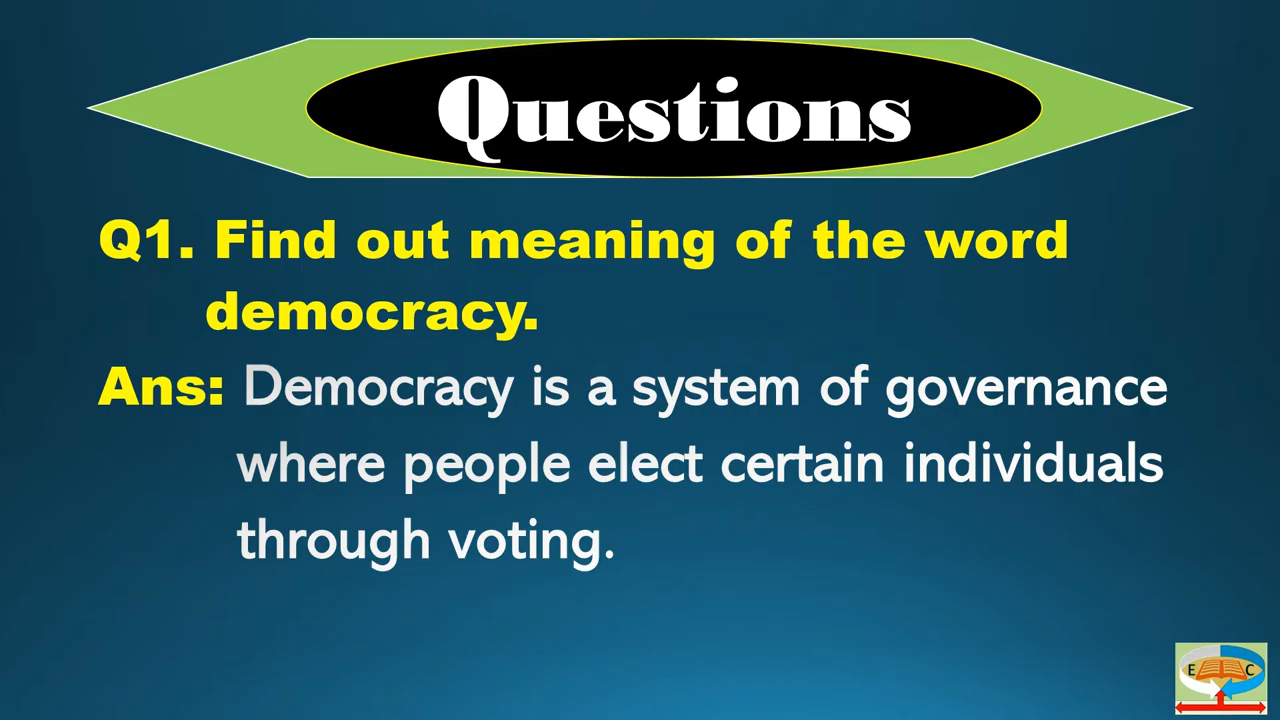 Questions
Q1. Find out meaning of the word
democracy.
Ans: Democracy is a system of governance
where people elect certain individuals
through voting.
E C